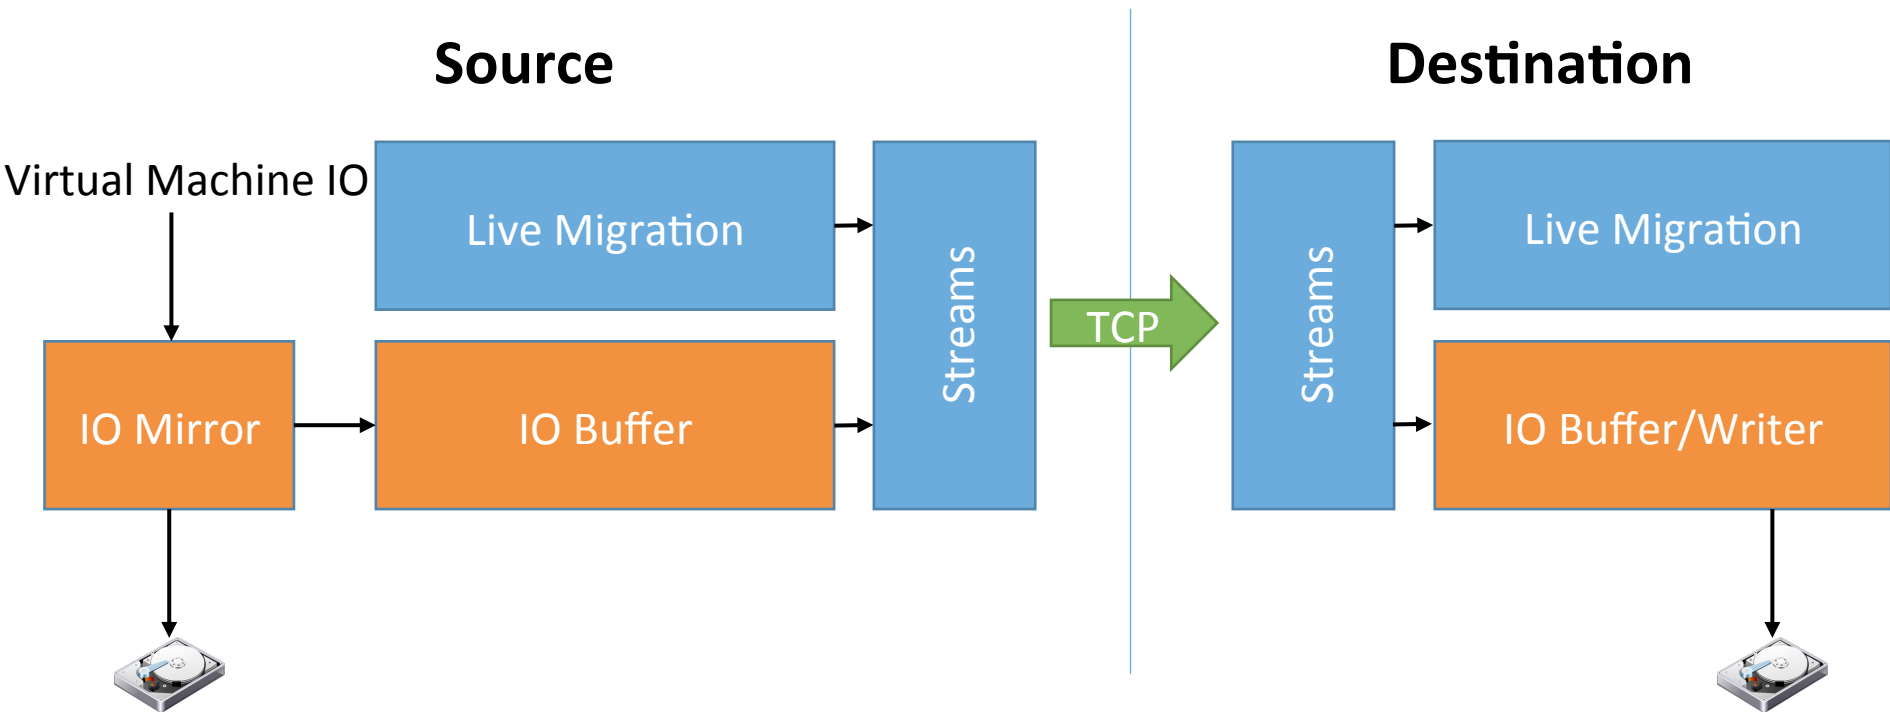 Source
Destination
Virtual Machine IO
Live Migration
Streams
TCP
Streams
Live Migration
IO Mirror
IO Buffer
IO Buffer/Writer